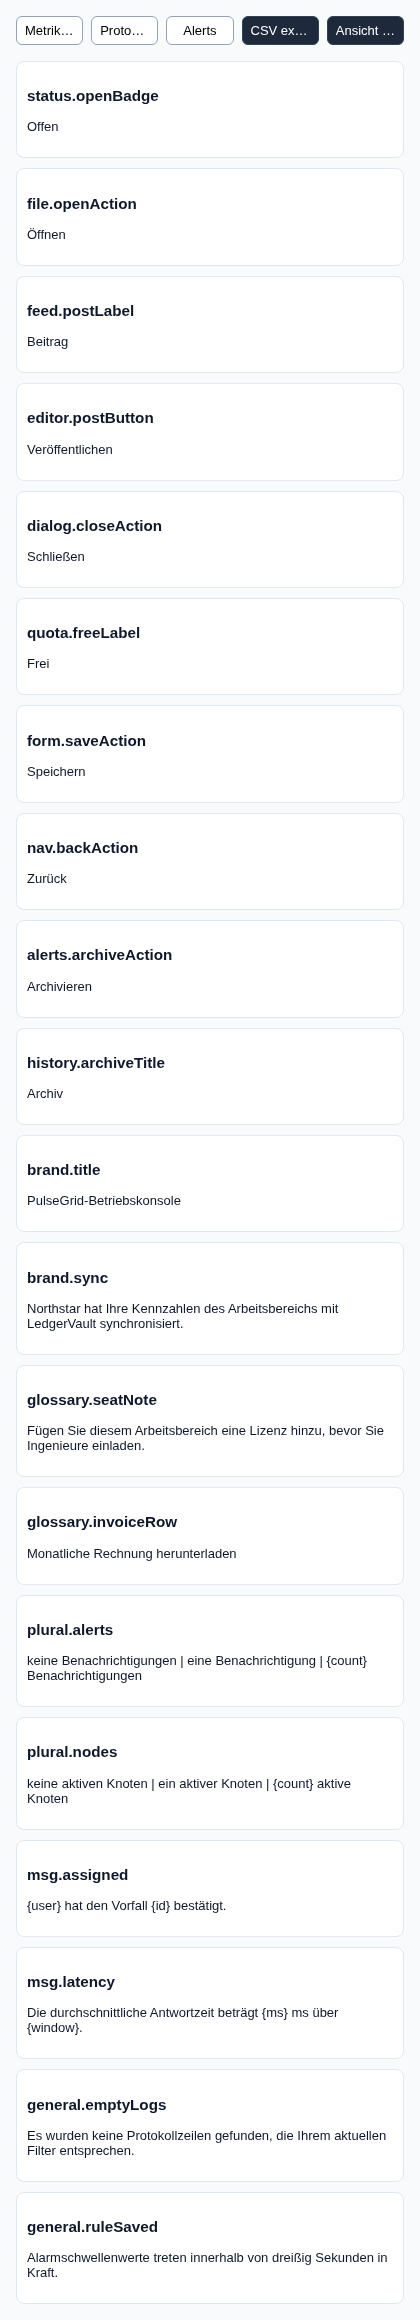 Metrik…
Proto…
Alerts
CSV ex…
Ansicht …
status.openBadge
Offen
file.openAction
Öffnen
feed.postLabel
Beitrag
editor.postButton
Veröffentlichen
dialog.closeAction
Schließen
quota.freeLabel
Frei
form.saveAction
Speichern
nav.backAction
Zurück
alerts.archiveAction
Archivieren
history.archiveTitle
Archiv
brand.title
PulseGrid-Betriebskonsole
brand.sync
Northstar hat Ihre Kennzahlen des Arbeitsbereichs mit
LedgerVault synchronisiert.
glossary.seatNote
Fügen Sie diesem Arbeitsbereich eine Lizenz hinzu, bevor Sie
Ingenieure einladen.
glossary.invoiceRow
Monatliche Rechnung herunterladen
plural.alerts
keine Benachrichtigungen | eine Benachrichtigung | {count}
Benachrichtigungen
plural.nodes
keine aktiven Knoten | ein aktiver Knoten | {count} aktive
Knoten
msg.assigned
{user} hat den Vorfall {id} bestätigt.
msg.latency
Die durchschnittliche Antwortzeit beträgt {ms} ms über
{window}.
general.emptyLogs
Es wurden keine Protokollzeilen gefunden, die Ihrem aktuellen
Filter entsprechen.
general.ruleSaved
Alarmschwellenwerte treten innerhalb von dreißig Sekunden in
Kraft.